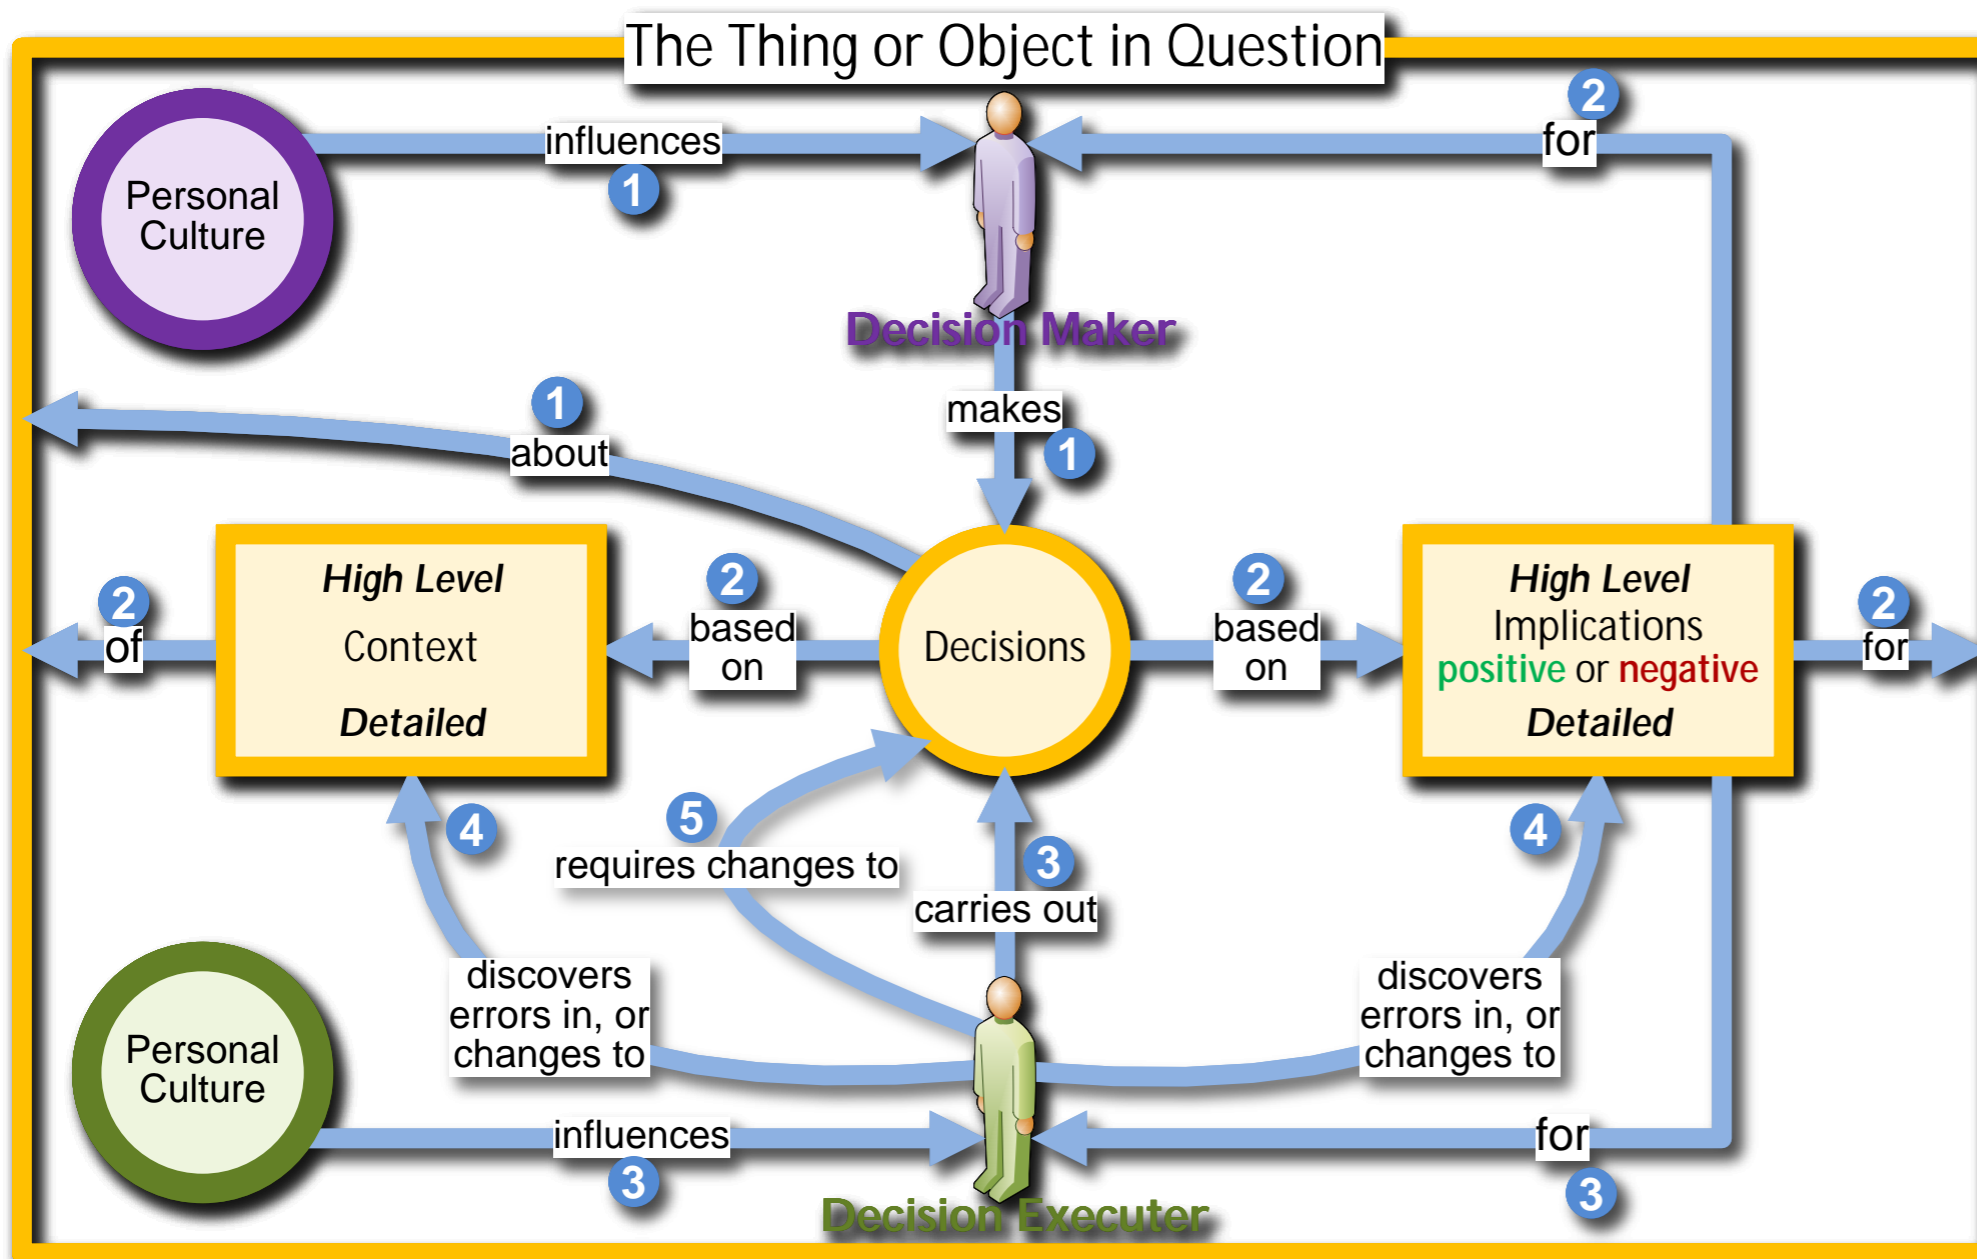 The Thing or Object in Question
Personal
Culture
influences
1
2
for
Decision Maker
1
about
makes
1
2
of
High Level
Context
Detailed
2
based
on
Decisions
2
based
on
High Level
Implications
positive or negative
Detailed
2
for
4
5
requires changes to
3
carries out
4
discovers
errors in, or
changes to
discovers
errors in, or
changes to
Personal
Culture
influences
3
for
3
Decision Executer